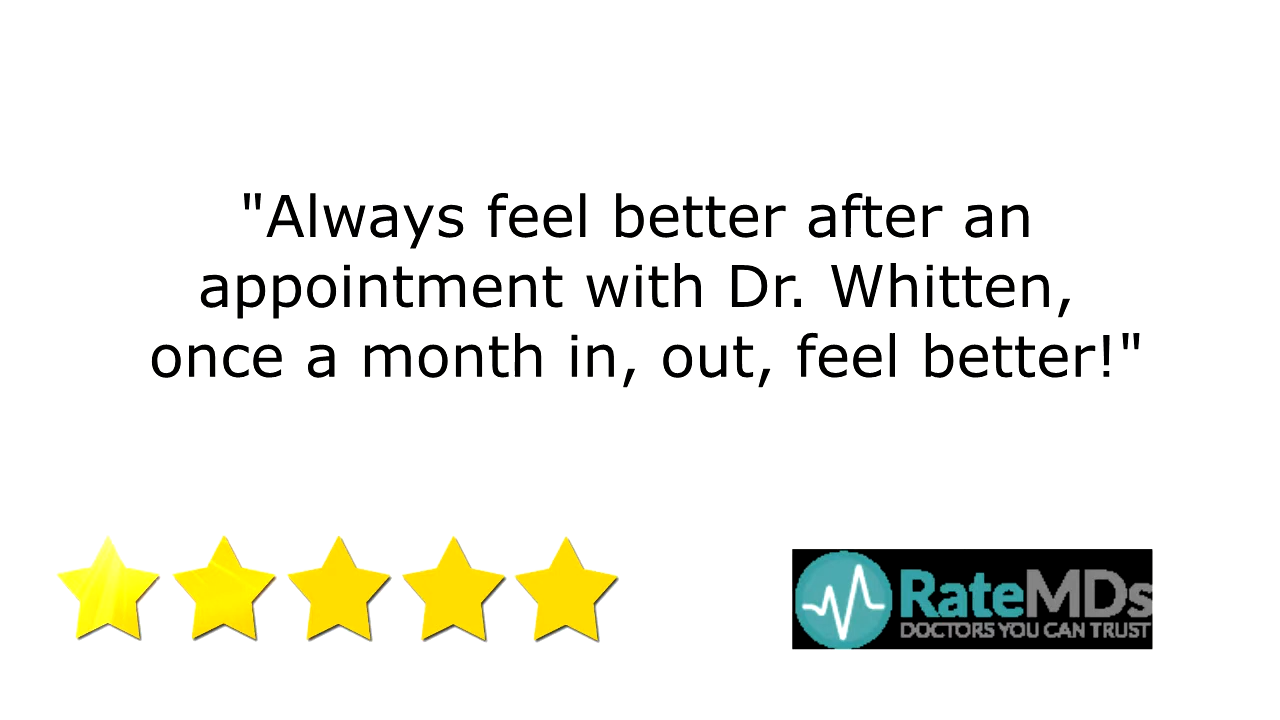 "Always feel better after an
appointment with Dr. Whitten,
once a month in, out, feel better!"
RateMDs
DOCTORS YOU CAN TRUST